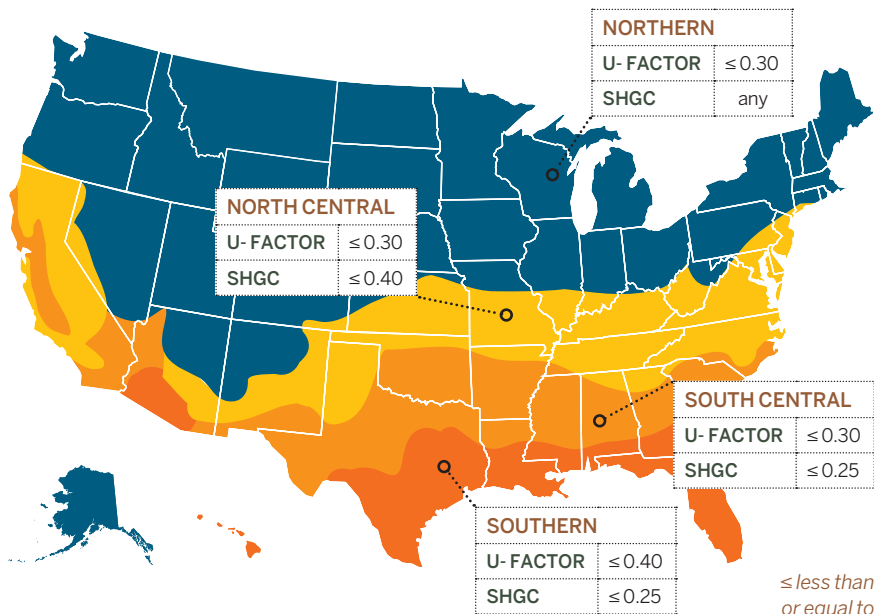 NORTHERN
U- FACTOR ≤ 0.30
SHGC any
NORTH CENTRAL
U- FACTOR ≤ 0.30
SHGC ≤ 0.40
SOUTH CENTRAL
U- FACTOR ≤ 0.30
SHGC ≤ 0.25
SOUTHERN
U- FACTOR ≤ 0.40
SHGC ≤ 0.25
≤ less than
or equal to